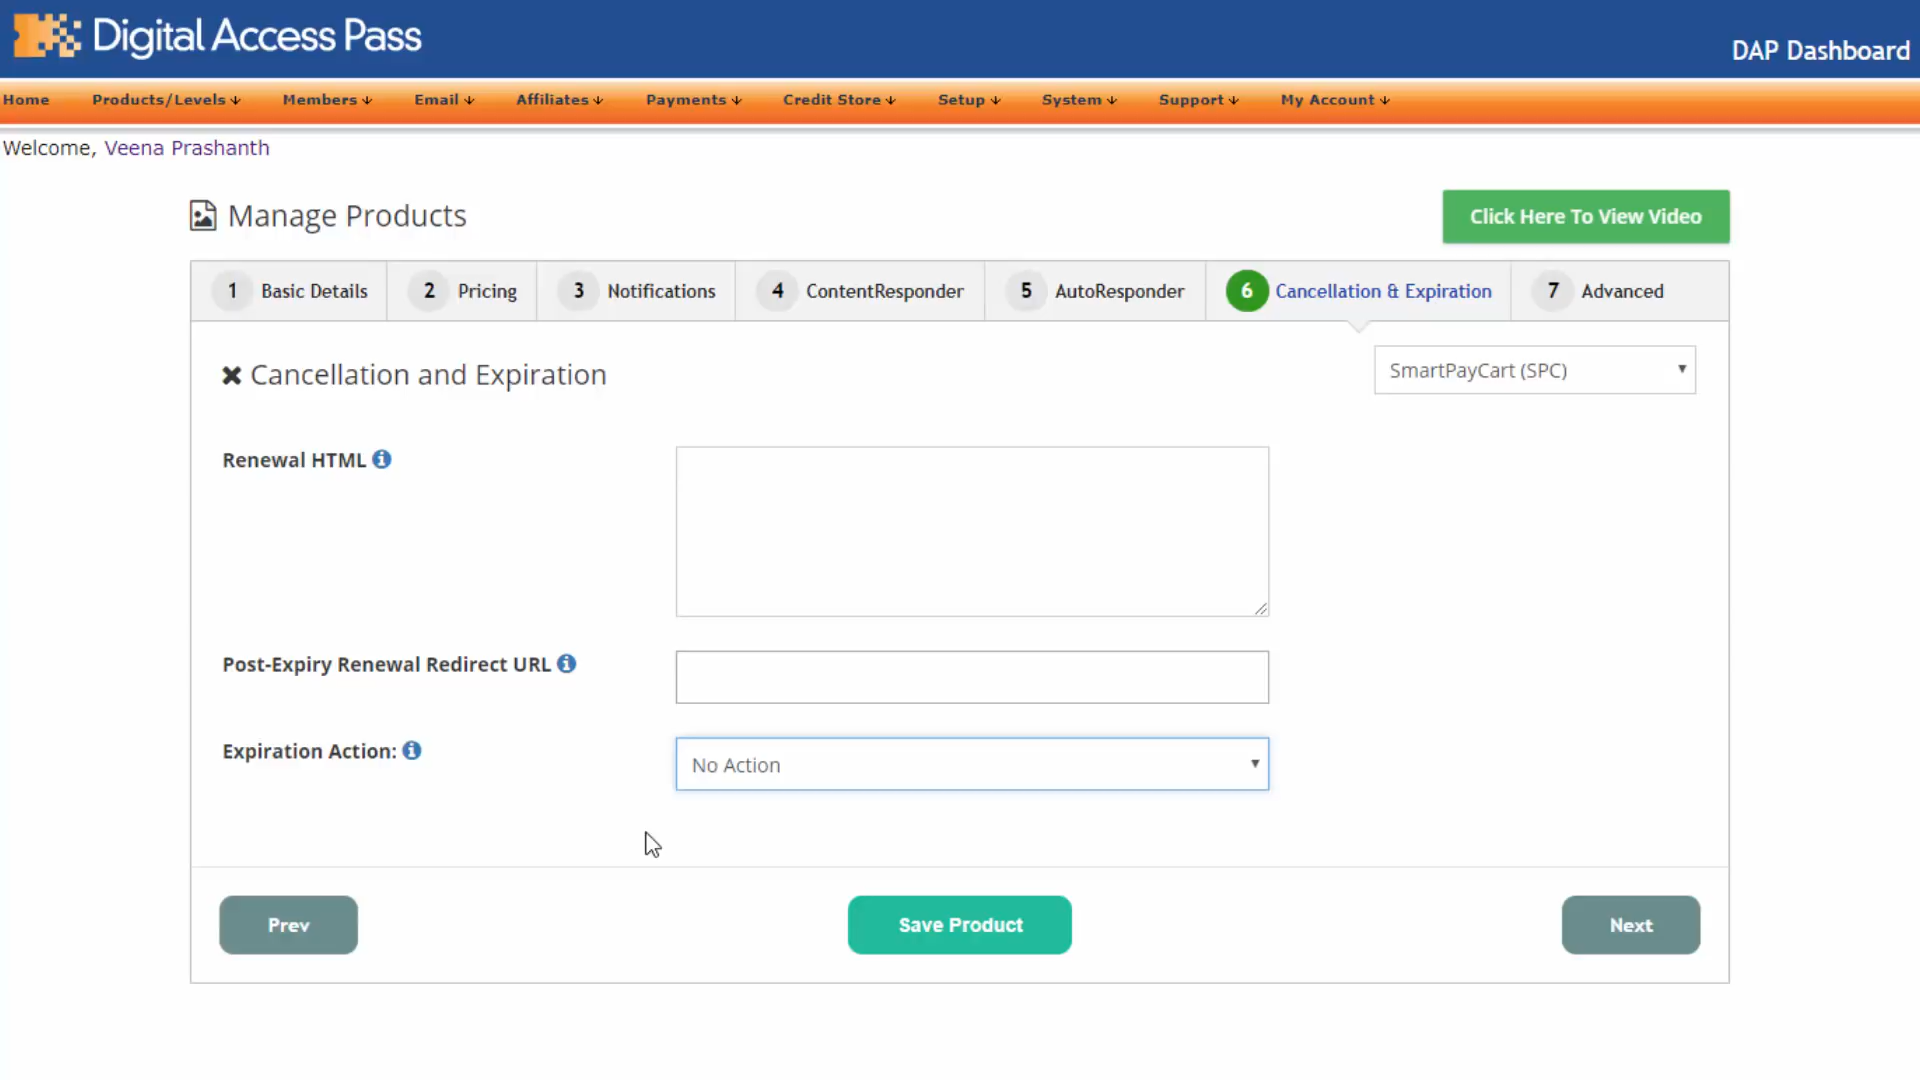 Digital Access Pass
DAP Dashboard
Home Products/Levels Members Email Affiliates Payments Credit Store Setup System Support My Account
Welcome, Veena Prashanth
Manage Products
Click Here To View Video
1 Basic Details 2 Pricing 3 Notifications 4 ContentResponder 5 AutoResponder 6 Cancellation & Expiration 7 Advanced
Cancellation and Expiration
SmartPayCart (SPC)
Renewal HTML
Post-Expiry Renewal Redirect URL
Expiration Action:
No Action
Prev Save Product Next